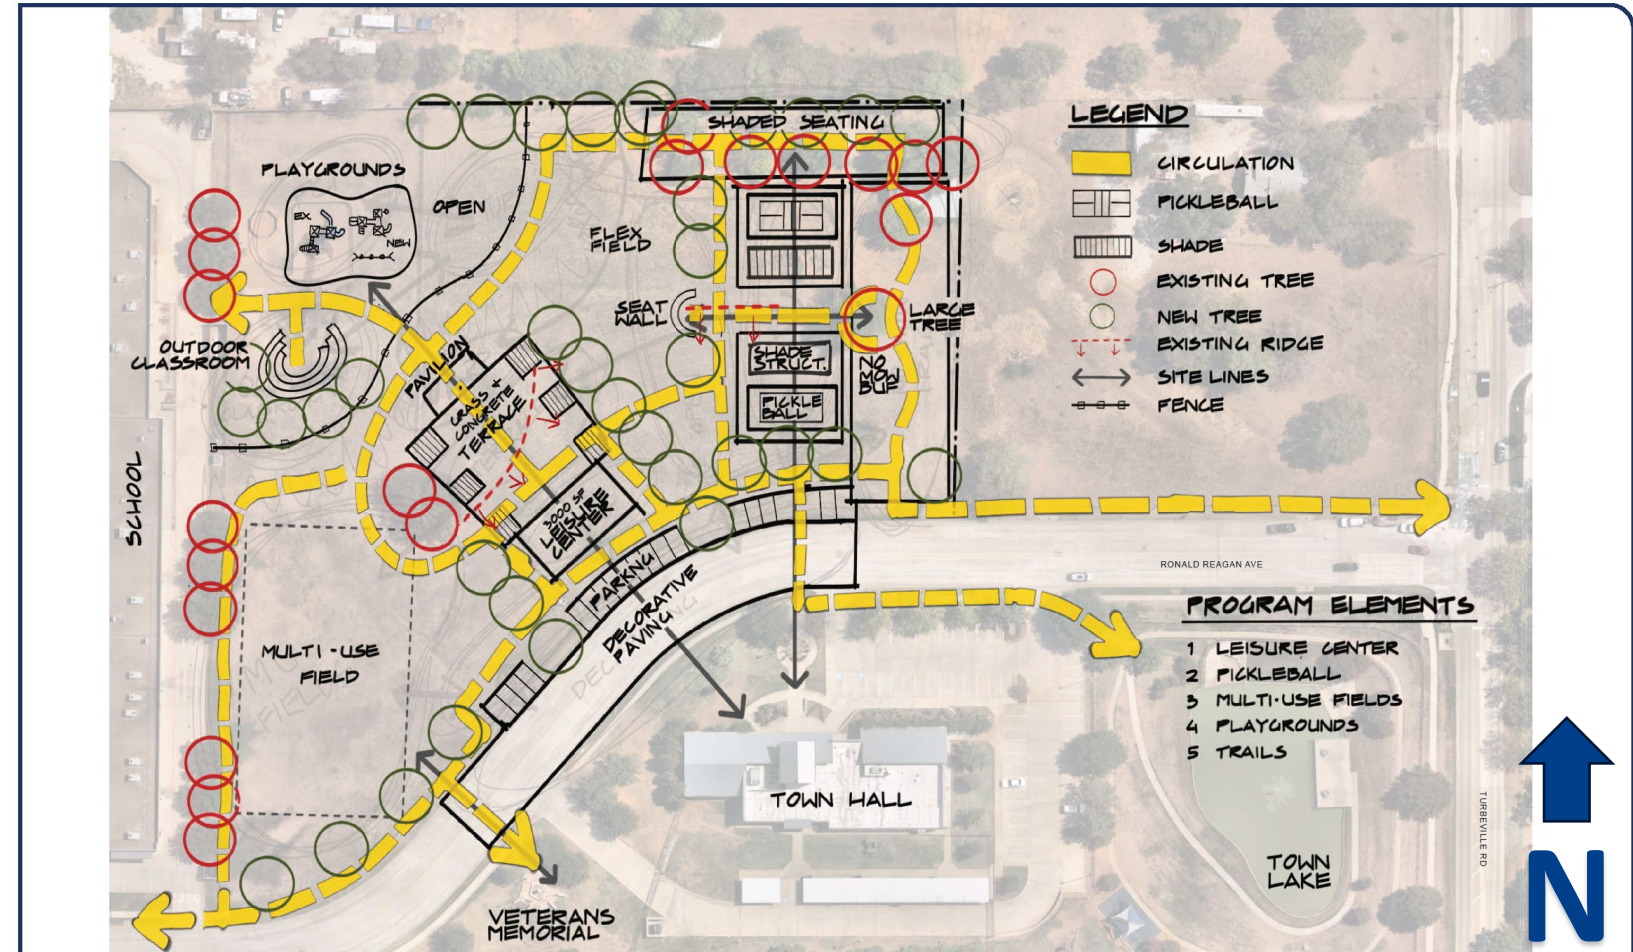 SHADED SEATING
PLAYGROUNDS
OPEN
EX.
NEW
FLEX
FIELD
SEAT
WALL
LARGE
TREE
OUTDOOR
CLASSROOM
PAVILION
GRASS +
CONCRETE
TERRACE
SHADE
STRUCT.
NO
MOW
BUF
PICKLE
BALL
SCHOOL
3000 SF
LEISURE
CENTER
PARKNG
DECORATIVE
PAVING
MULTI-USE
FIELD
TOWN HALL
VETERANS
MEMORIAL
LEGEND
CIRCULATION
PICKLEBALL
SHADE
EXISTING TREE
NEW TREE
EXISTING RIDGE
SITE LINES
FENCE
RONALD REAGAN AVE
PROGRAM ELEMENTS
1 LEISURE CENTER
2 PICKLEBALL
3 MULTI-USE FIELDS
4 PLAYGROUNDS
5 TRAILS
TOWN
LAKE
TURBEVILLE RD
N